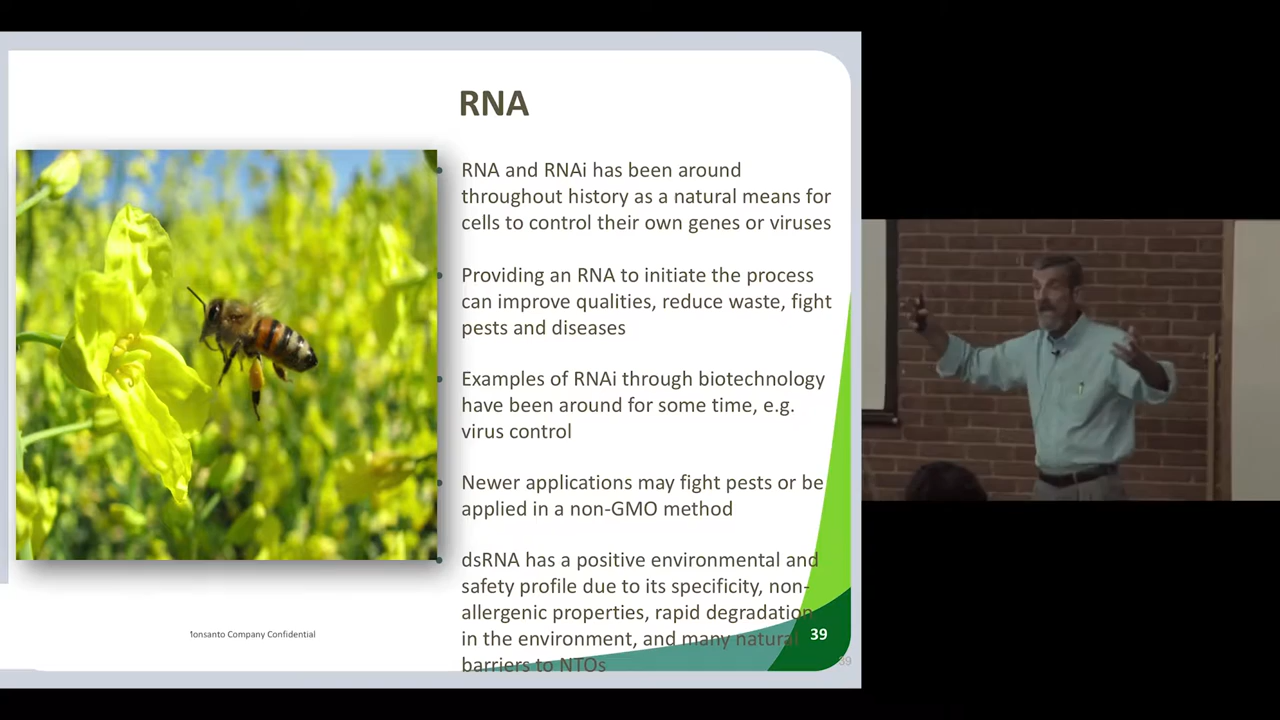 RNA
RNA and RNAi has been around
throughout history as a natural means for
cells to control their own genes or viruses
Providing an RNA to initiate the process
can improve qualities, reduce waste, fight
pests and diseases
Examples of RNAi through biotechnology
have been around for some time, e.g.
virus control
Newer applications may fight pests or be
applied in a non-GMO method
dsRNA has a positive environmental and
safety profile due to its specificity, non-
allergenic properties, rapid degradation
in the environment, and many natural
barriers to NTOs
Monsanto Company Confidential
39
39